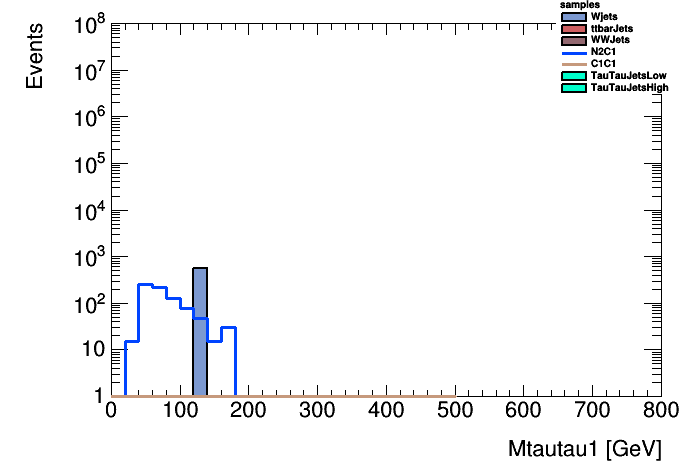 samples
Wjets
ttbarJets
WWJets
N2C1
C1C1
TauTauJetsLow
TauTauJetsHigh
Events
10^8
10^7
10^6
10^5
10^4
10^3
10^2
10
1
0 100 200 300 400 500 600 700 800
Mtautau1 [GeV]